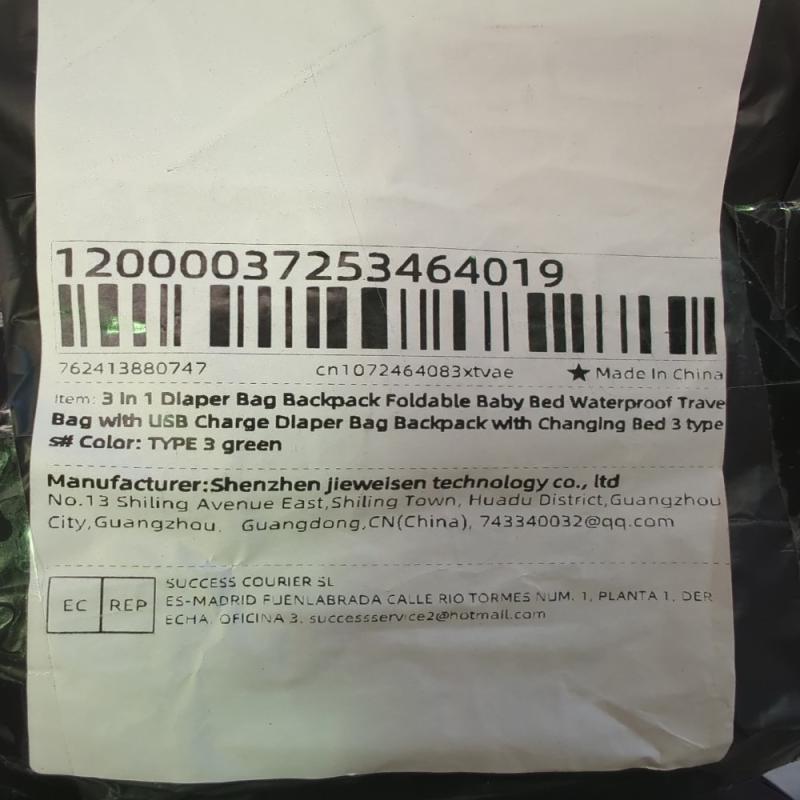 12000037253464019
762413880747 cn1072464083xtvae ★ Made In China
Item: 3 in 1 Diaper Bag Backpack Foldable Baby Bed Waterproof Trave
Bag with USB Charge Diaper Bag Backpack with Changing Bed 3 type
s# Color: TYPE 3 green
Manufacturer:Shenzhen jieweisen technology co., ltd
No.13 Shiling Avenue East,Shiling Town, Huadu District,Guangzhou
City,Guangzhou, Guangdong,CN(China), 743340032@qq.com
EC REP
SUCCESS COURIER SL
ES-MADRID FUENLABRADA CALLE RIO TORMES NUM. 1, PLANTA 1, DER
ECHA, OFICINA 3, successservice2@hotmail.com